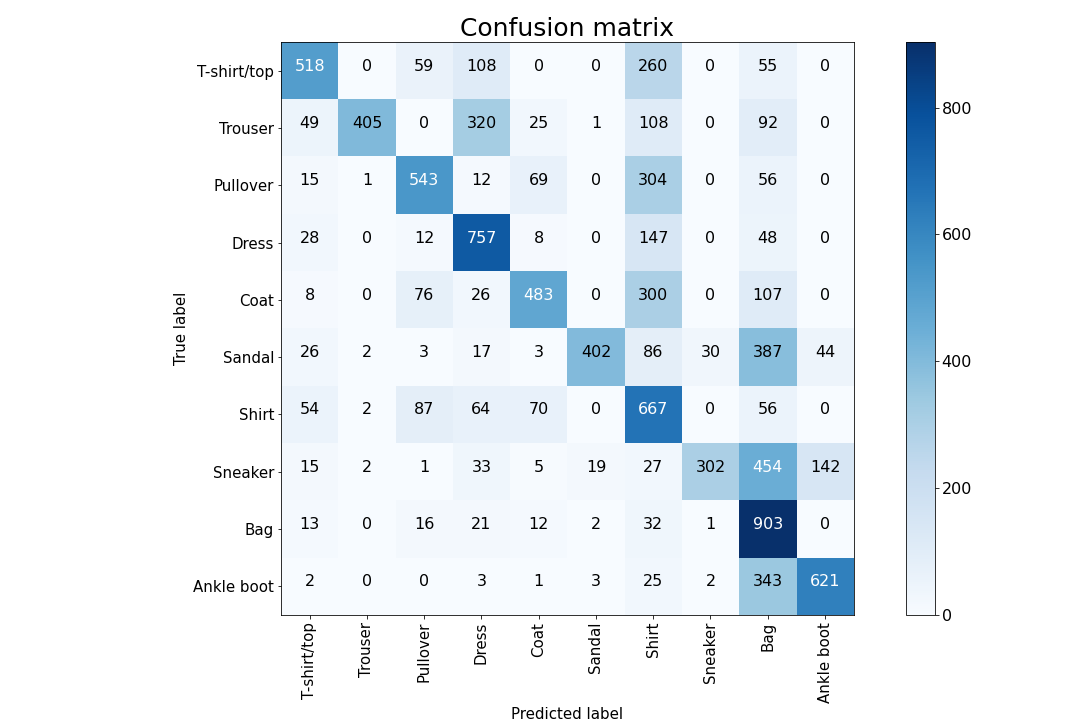 Confusion matrix
T-shirt/top 518 0 59 108 0 0 260 0 55 0
Trouser 49 405 0 320 25 1 108 0 92 0
Pullover 15 1 543 12 69 0 304 0 56 0
Dress 28 0 12 757 8 0 147 0 48 0
Coat 8 0 76 26 483 0 300 0 107 0
Sandal 26 2 3 17 3 402 86 30 387 44
Shirt 54 2 87 64 70 0 667 0 56 0
Sneaker 15 2 1 33 5 19 27 302 454 142
Bag 13 0 16 21 12 2 32 1 903 0
Ankle boot 2 0 0 3 1 3 25 2 343 621
True label
T-shirt/top Trouser Pullover Dress Coat Sandal Shirt Sneaker Bag Ankle boot
Predicted label
800
600
400
200
0